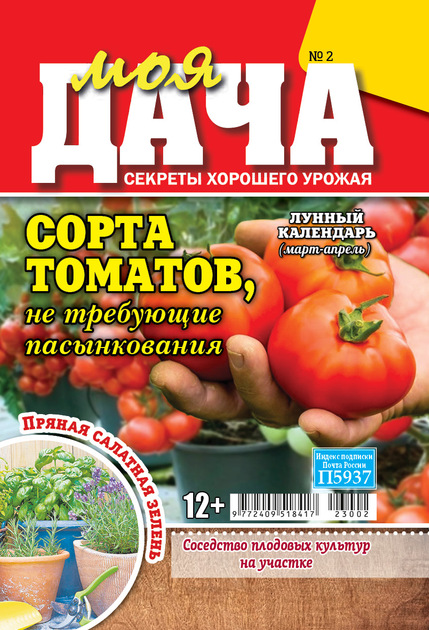 № 2
моя
ДАЧА
СЕКРЕТЫ ХОРОШЕГО УРОЖАЯ
СОРТА
ТОМАТОВ,
не требующие
пасынкования
ЛУННЫЙ
КАЛЕНДАРЬ
(март-апрель)
ПРЯНАЯ САЛАТНАЯ ЗЕЛЕНЬ
Индекс подписки
Почта России
П5937
12+
9 772409 518417
23002
Соседство плодовых культур
на участке